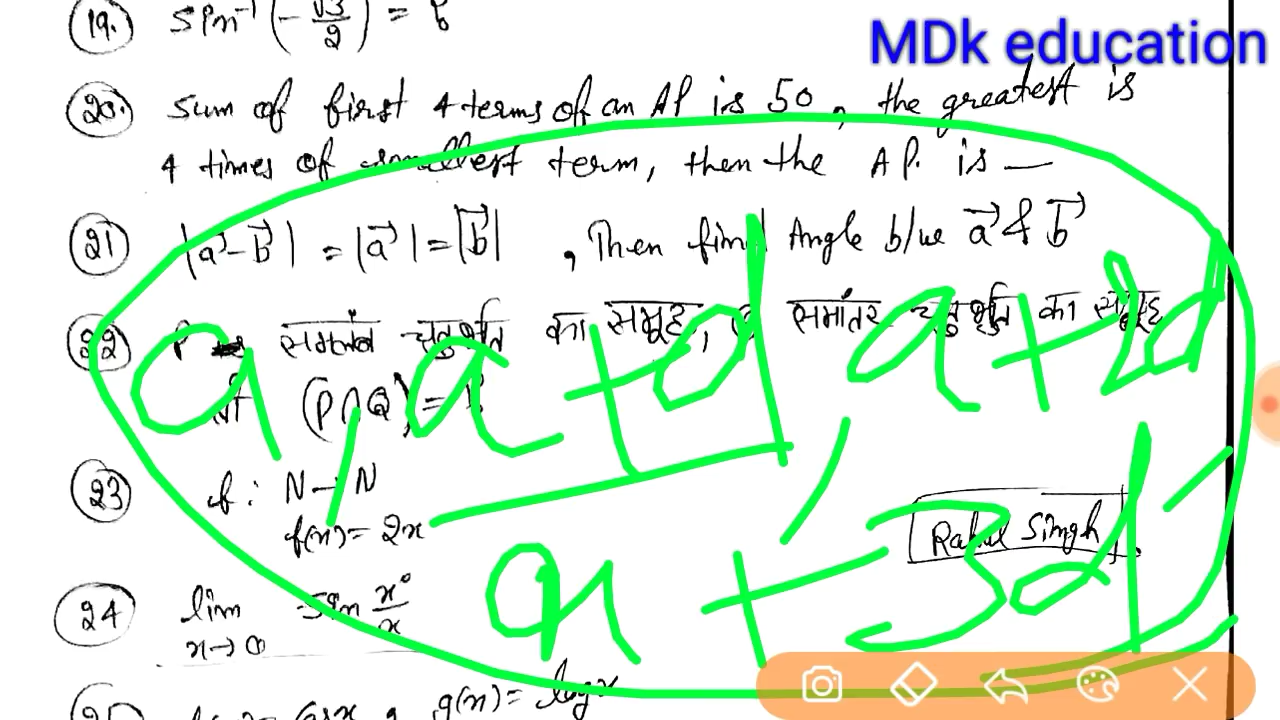 MDk education
19. Sin⁻¹ (-√3/2) = ?
20. Sum of first 4 terms of an AP is 50, the greatest is
4 times of smallest term, then the A P. is —
21 |a⃗ - b⃗| = |a⃗| = |b⃗| , Then find Angle b/w a⃗ & b⃗
22 P समलंब चतुर्भुज का समूह, Q समांतर चतुर्भुज का समूह
(P∩Q) = ?
a, a+d, a+2d
23 f: N → N
f(x) = 2x
Rahul Singh
a+3d
24 lim x→0 Sin x°/x
g(x) = log x